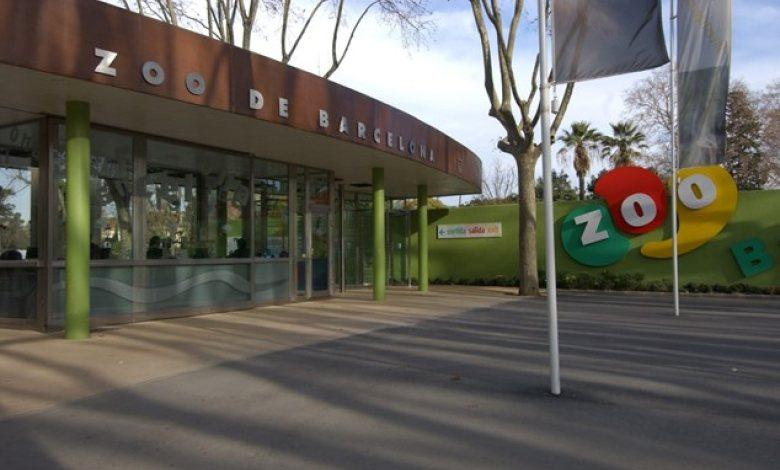 ZOO DE BARCELONA
sortida salida exit
ZOO
B